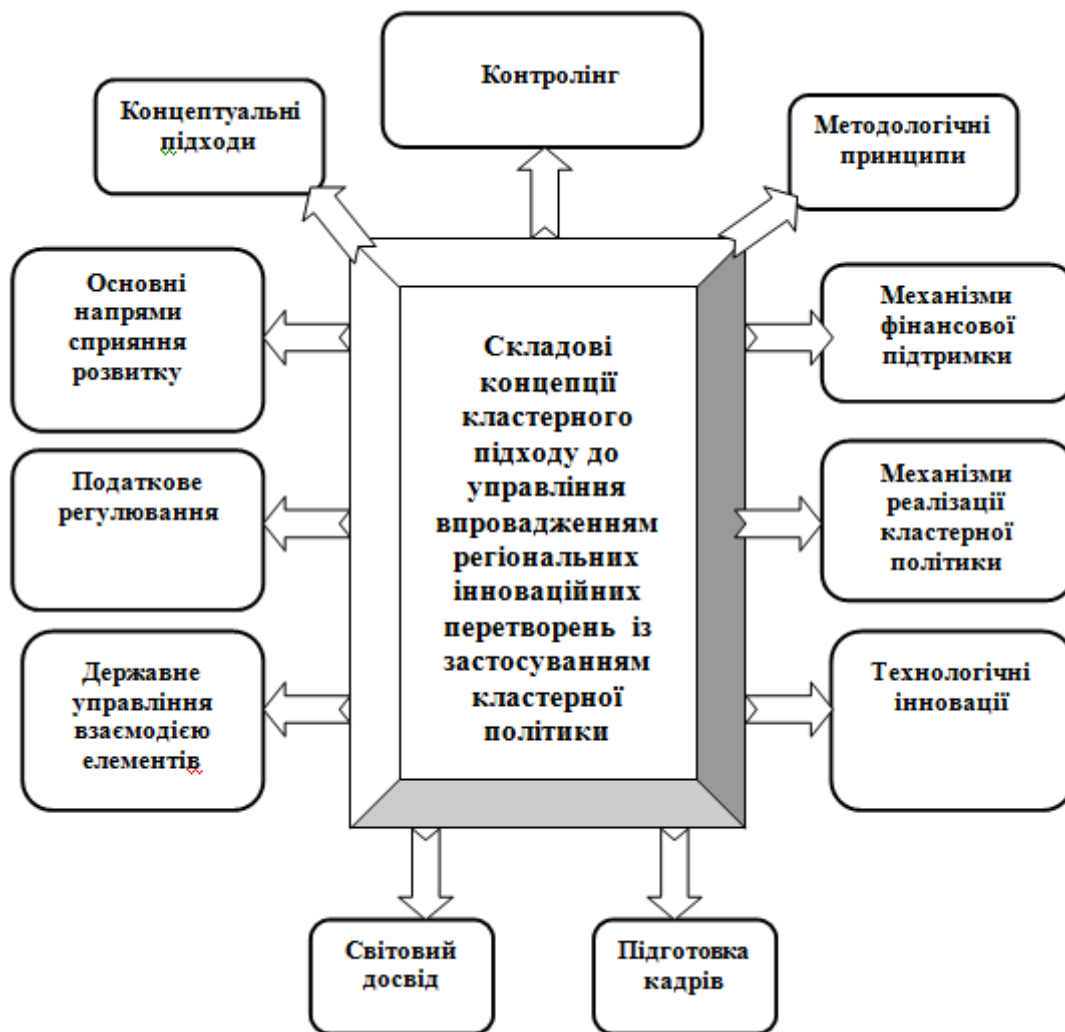 Контролінг
Концептуальні
підходи
Методологічні
принципи
Основні
напрями
сприяння
розвитку
Механізми
фінансової
підтримки
Складові
концепції
кластерного
підходу до
управління
впровадженням
регіональних
інноваційних
перетворень із
застосуванням
кластерної
політики
Податкове
регулювання
Механізми
реалізації
кластерної
політики
Державне
управління
взаємодією
елементів
Технологічні
інновації
Світовий
досвід
Підготовка
кадрів